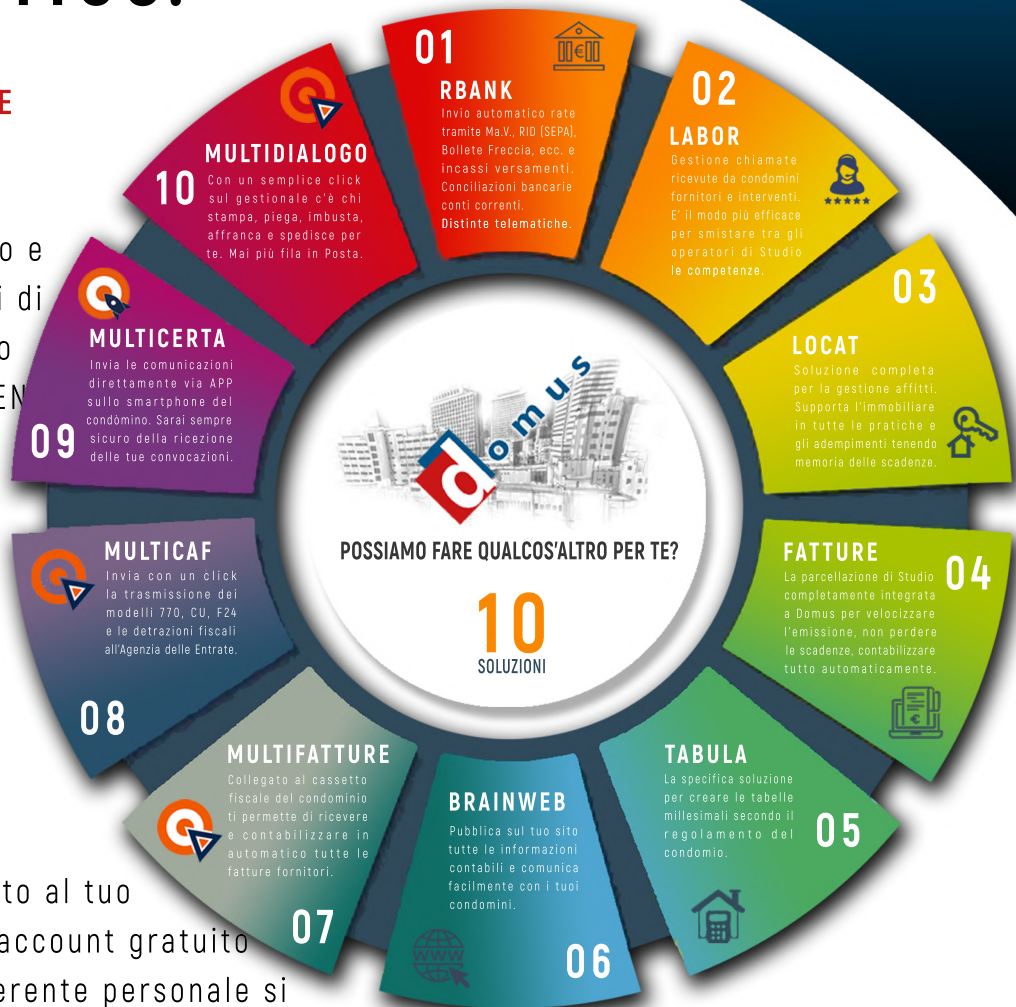 E
o e
i di
o
EN
01
RBANK
Invio automatico rate
tramite Ma.V., RID (SEPA),
Bollete Freccia, ecc. e
incassi versamenti.
Conciliazioni bancarie
conti correnti.
Distinte telematiche.
02
LABOR
Gestione chiamate
ricevute da condomini
fornitori e interventi.
E' il modo più efficace
per smistare tra gli
operatori di Studio
le competenze.
03
LOCAT
Soluzione completa
per la gestione affitti.
Supporta l'immobiliare
in tutte le pratiche e
gli adempimenti tenendo
memoria delle scadenze.
FATTURE
04
La parcellazione di Studio
completamente integrata
a Domus per velocizzare
l'emissione, non perdere
le scadenze, contabilizzare
tutto automaticamente.
TABULA
La specifica soluzione
per creare le tabelle
millesimali secondo il
regolamento del
condomio.
05
BRAINWEB
Pubblica sul tuo sito
tutte le informazioni
contabili e comunica
facilmente con i tuoi
condomini.
www
06
MULTIFATTURE
Collegato al cassetto
fiscale del condominio
ti permette di ricevere
e contabilizzare in
automatico tutte le
fatture fornitori.
07
MULTICAF
Invia con un click
la trasmissione dei
modelli 770, CU, F24
e le detrazioni fiscali
all'Agenzia delle Entrate.
08
MULTICERTA
Invia le comunicazioni
direttamente via APP
sullo smartphone del
condòmino. Sarai sempre
sicuro della ricezione
delle tue convocazioni.
09
MULTIDIALOGO
10
Con un semplice click
sul gestionale c'è chi
stampa, piega, imbusta,
affranca e spedisce per
te. Mai più fila in Posta.
domus
POSSIAMO FARE QUALCOS'ALTRO PER TE?
10
SOLUZIONI
to al tuo
account gratuito
erente personale si